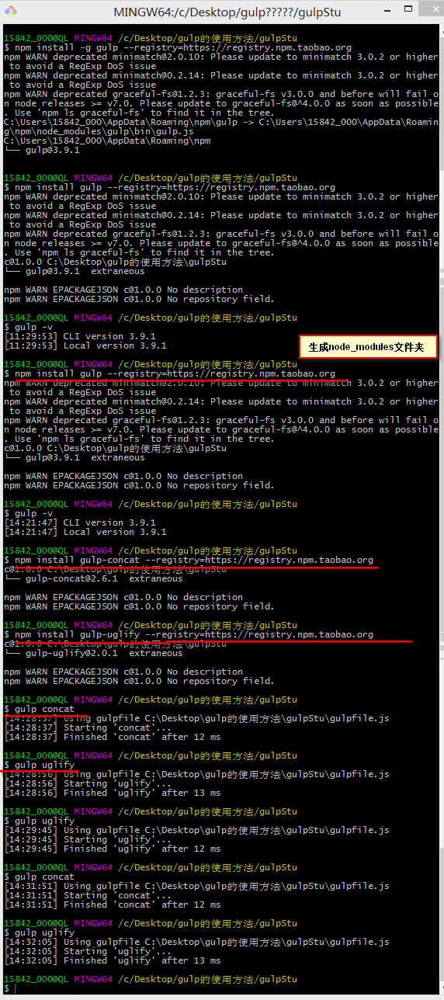 MINGW64:/c/Desktop/gulp?????/gulpStu
15842_000@QL MINGW64 /c/Desktop/gulp的使用方法/gulpStu
$ npm install -g gulp --registry=https://registry.npm.taobao.org
npm WARN deprecated minimatch@2.0.10: Please update to minimatch 3.0.2 or higher
 to avoid a RegExp DoS issue
npm WARN deprecated minimatch@0.2.14: Please update to minimatch 3.0.2 or higher
 to avoid a RegExp DoS issue
npm WARN deprecated graceful-fs@1.2.3: graceful-fs v3.0.0 and before will fail o
n node releases >= v7.0. Please update to graceful-fs@^4.0.0 as soon as possible
. Use 'npm ls graceful-fs' to find it in the tree.
C:\Users\15842_000\AppData\Roaming\npm\gulp -> C:\Users\15842_000\AppData\Roamin
g\npm\node_modules\gulp\bin\gulp.js
C:\Users\15842_000\AppData\Roaming\npm
└── gulp@3.9.1
15842_000@QL MINGW64 /c/Desktop/gulp的使用方法/gulpStu
$ npm install gulp --registry=https://registry.npm.taobao.org
npm WARN deprecated minimatch@2.0.10: Please update to minimatch 3.0.2 or higher
 to avoid a RegExp DoS issue
npm WARN deprecated minimatch@0.2.14: Please update to minimatch 3.0.2 or higher
 to avoid a RegExp DoS issue
npm WARN deprecated graceful-fs@1.2.3: graceful-fs v3.0.0 and before will fail o
n node releases >= v7.0. Please update to graceful-fs@^4.0.0 as soon as possible
. Use 'npm ls graceful-fs' to find it in the tree.
c@1.0.0 C:\Desktop\gulp的使用方法\gulpStu
└── gulp@3.9.1  extraneous
npm WARN EPACKAGEJSON c@1.0.0 No description
npm WARN EPACKAGEJSON c@1.0.0 No repository field.
15842_000@QL MINGW64 /c/Desktop/gulp的使用方法/gulpStu
$ gulp -v
[11:29:53] CLI version 3.9.1
[11:29:53] Local version 3.9.1
生成node_modules文件夹
15842_000@QL MINGW64 /c/Desktop/gulp的使用方法/gulpStu
$ npm install gulp --registry=https://registry.npm.taobao.org
npm WARN deprecated minimatch@2.0.10: Please update to minimatch 3.0.2 or higher
 to avoid a RegExp DoS issue
npm WARN deprecated minimatch@0.2.14: Please update to minimatch 3.0.2 or higher
 to avoid a RegExp DoS issue
npm WARN deprecated graceful-fs@1.2.3: graceful-fs v3.0.0 and before will fail o
n node releases >= v7.0. Please update to graceful-fs@^4.0.0 as soon as possible
. Use 'npm ls graceful-fs' to find it in the tree.
c@1.0.0 C:\Desktop\gulp的使用方法\gulpStu
└── gulp@3.9.1  extraneous
npm WARN EPACKAGEJSON c@1.0.0 No description
npm WARN EPACKAGEJSON c@1.0.0 No repository field.
15842_000@QL MINGW64 /c/Desktop/gulp的使用方法/gulpStu
$ gulp -v
[14:21:47] CLI version 3.9.1
[14:21:47] Local version 3.9.1
15842_000@QL MINGW64 /c/Desktop/gulp的使用方法/gulpStu
$ npm install gulp-concat --registry=https://registry.npm.taobao.org
c@1.0.0 C:\Desktop\gulp的使用方法\gulpStu
└── gulp-concat@2.6.1  extraneous
npm WARN EPACKAGEJSON c@1.0.0 No description
npm WARN EPACKAGEJSON c@1.0.0 No repository field.
15842_000@QL MINGW64 /c/Desktop/gulp的使用方法/gulpStu
$ npm install gulp-uglify --registry=https://registry.npm.taobao.org
c@1.0.0 C:\Desktop\gulp的使用方法\gulpStu
└── gulp-uglify@2.0.1  extraneous
npm WARN EPACKAGEJSON c@1.0.0 No description
npm WARN EPACKAGEJSON c@1.0.0 No repository field.
15842_000@QL MINGW64 /c/Desktop/gulp的使用方法/gulpStu
$ gulp concat
[14:28:37] Using gulpfile C:\Desktop\gulp的使用方法\gulpStu\gulpfile.js
[14:28:37] Starting 'concat'...
[14:28:37] Finished 'concat' after 12 ms
15842_000@QL MINGW64 /c/Desktop/gulp的使用方法/gulpStu
$ gulp uglify
[14:28:56] Using gulpfile C:\Desktop\gulp的使用方法\gulpStu\gulpfile.js
[14:28:56] Starting 'uglify'...
[14:28:56] Finished 'uglify' after 13 ms
15842_000@QL MINGW64 /c/Desktop/gulp的使用方法/gulpStu
$ gulp uglify
[14:29:45] Using gulpfile C:\Desktop\gulp的使用方法\gulpStu\gulpfile.js
[14:29:45] Starting 'uglify'...
[14:29:45] Finished 'uglify' after 12 ms
15842_000@QL MINGW64 /c/Desktop/gulp的使用方法/gulpStu
$ gulp concat
[14:31:51] Using gulpfile C:\Desktop\gulp的使用方法\gulpStu\gulpfile.js
[14:31:51] Starting 'concat'...
[14:31:51] Finished 'concat' after 12 ms
15842_000@QL MINGW64 /c/Desktop/gulp的使用方法/gulpStu
$ gulp uglify
[14:32:05] Using gulpfile C:\Desktop\gulp的使用方法\gulpStu\gulpfile.js
[14:32:05] Starting 'uglify'...
[14:32:05] Finished 'uglify' after 13 ms
15842_000@QL MINGW64 /c/Desktop/gulp的使用方法/gulpStu
$